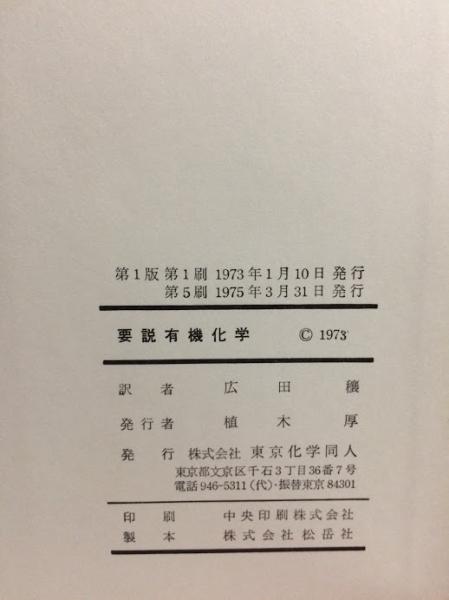 第1版 第1刷 1973年1月10日 発行
第5刷 1975年3月31日 発行
要説有機化学 © 1973
訳者 広田穰
発行者 植木厚
発行 株式会社 東京化学同人
東京都文京区千石3丁目36番7号
電話 946-5311 (代)・振替東京 84301
印刷 中央印刷株式会社
製本 株式会社松岳社